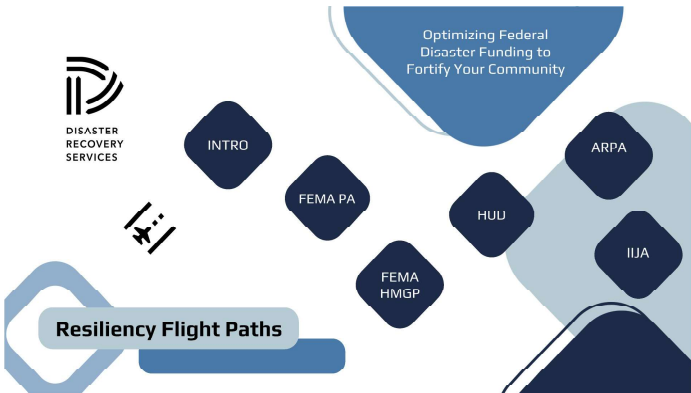 Optimizing Federal
Disaster Funding to
Fortify Your Community
DISASTER
RECOVERY
SERVICES
INTRO
FEMA PA
FEMA
HMGP
HUD
ARPA
IIJA
Resiliency Flight Paths